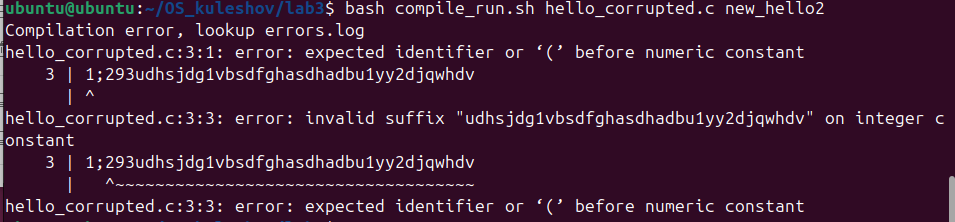 ubuntu@ubuntu:~/OS_kuleshov/lab3$ bash compile_run.sh hello_corrupted.c new_hello2
Compilation error, lookup errors.log
hello_corrupted.c:3:1: error: expected identifier or ‘(’ before numeric constant
    3 | 1;293udhsjdg1vbsdfghasdhadbu1yy2djqwhdv
      | ^
hello_corrupted.c:3:3: error: invalid suffix "udhsjdg1vbsdfghasdhadbu1yy2djqwhdv" on integer c
onstant
    3 | 1;293udhsjdg1vbsdfghasdhadbu1yy2djqwhdv
      |   ^~~~~~~~~~~~~~~~~~~~~~~~~~~~~~~~~~~~~
hello_corrupted.c:3:3: error: expected identifier or ‘(’ before numeric constant